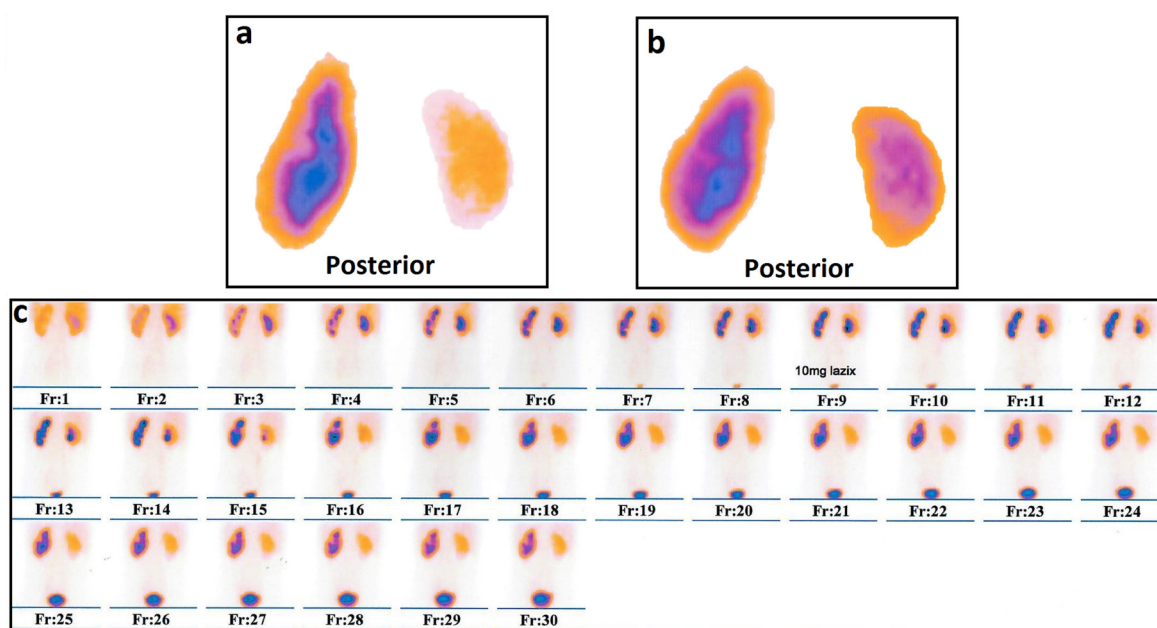 a
Posterior
b
Posterior
c
10mg lazix
Fr:1 Fr:2 Fr:3 Fr:4 Fr:5 Fr:6 Fr:7 Fr:8 Fr:9 Fr:10 Fr:11 Fr:12
Fr:13 Fr:14 Fr:15 Fr:16 Fr:17 Fr:18 Fr:19 Fr:20 Fr:21 Fr:22 Fr:23 Fr:24
Fr:25 Fr:26 Fr:27 Fr:28 Fr:29 Fr:30